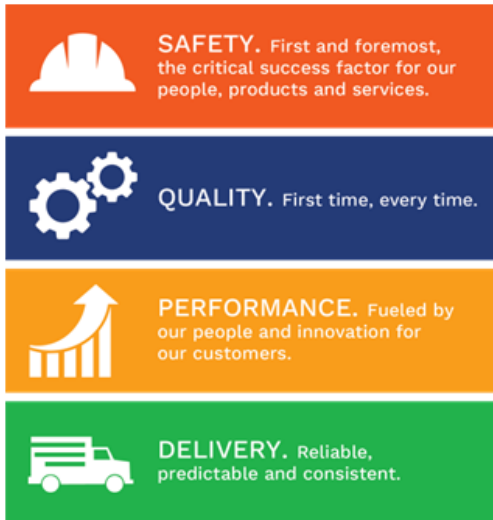 SAFETY. First and foremost,
the critical success factor for our
people, products and services.
QUALITY. First time, every time.
PERFORMANCE. Fueled by
our people and innovation for
our customers.
DELIVERY. Reliable,
predictable and consistent.